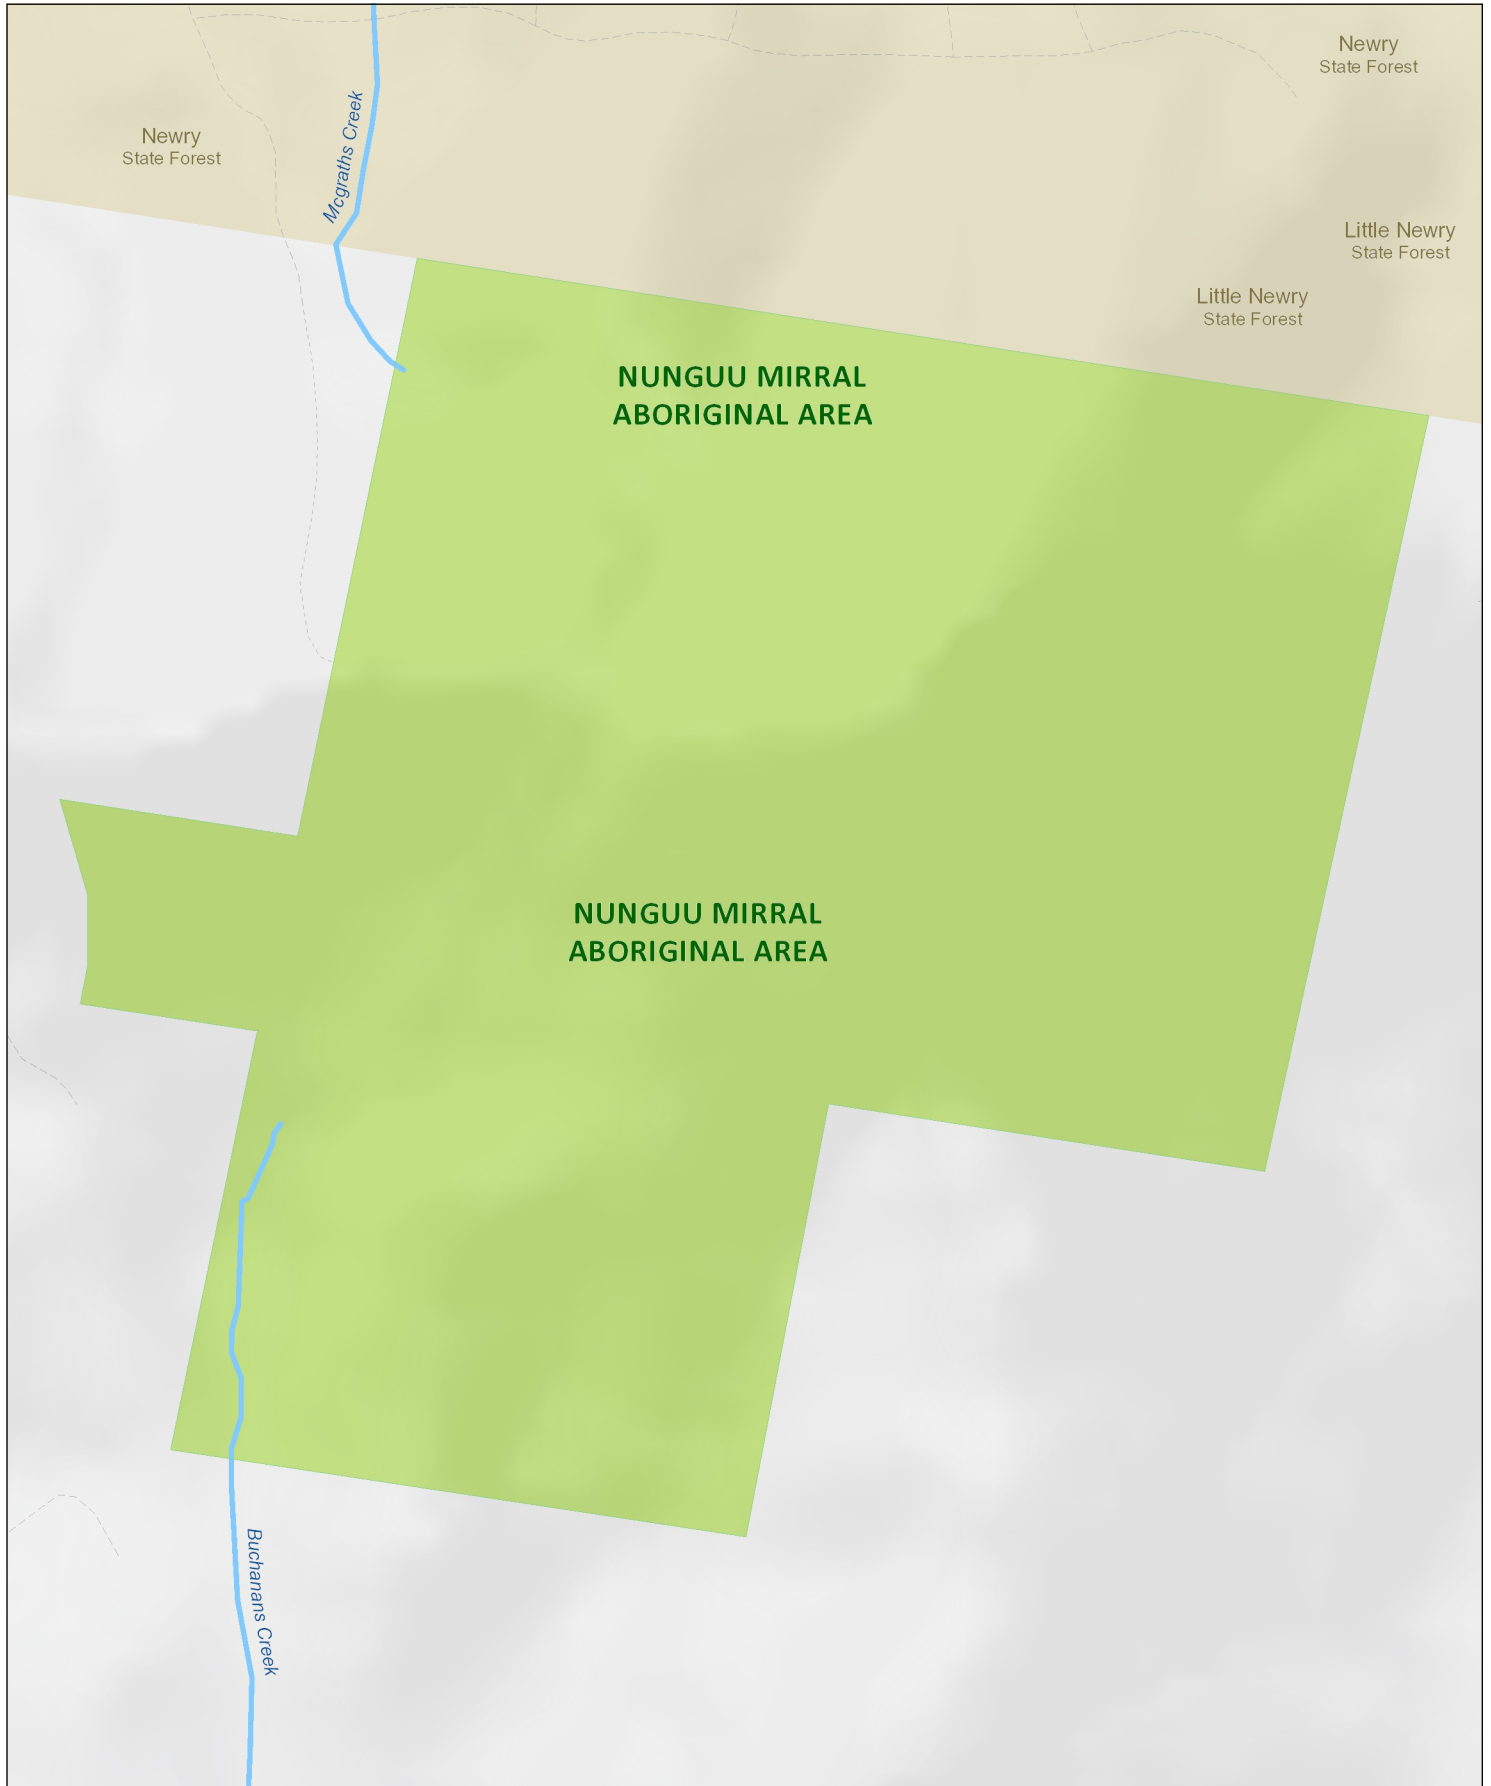 Newry
State Forest
Newry
State Forest
Mcgraths Creek
Little Newry
State Forest
Little Newry
State Forest
NUNGUU MIRRAL
ABORIGINAL AREA
NUNGUU MIRRAL
ABORIGINAL AREA
Buchanans Creek